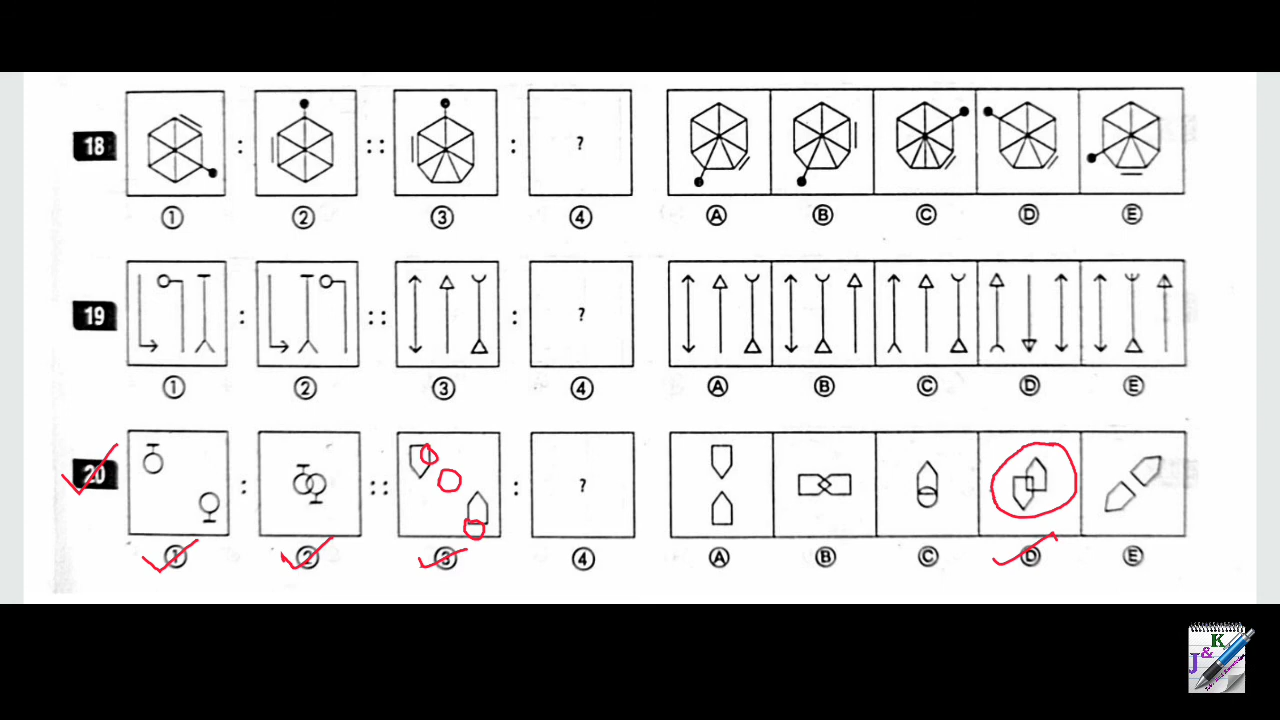 18 : :: : ?
① ② ③ ④ Ⓐ Ⓑ Ⓒ Ⓓ Ⓔ
19 : :: : ?
① ② ③ ④ Ⓐ Ⓑ Ⓒ Ⓓ Ⓔ
20 : :: : ?
① ② ③ ④ Ⓐ Ⓑ Ⓒ Ⓓ Ⓔ
J & K